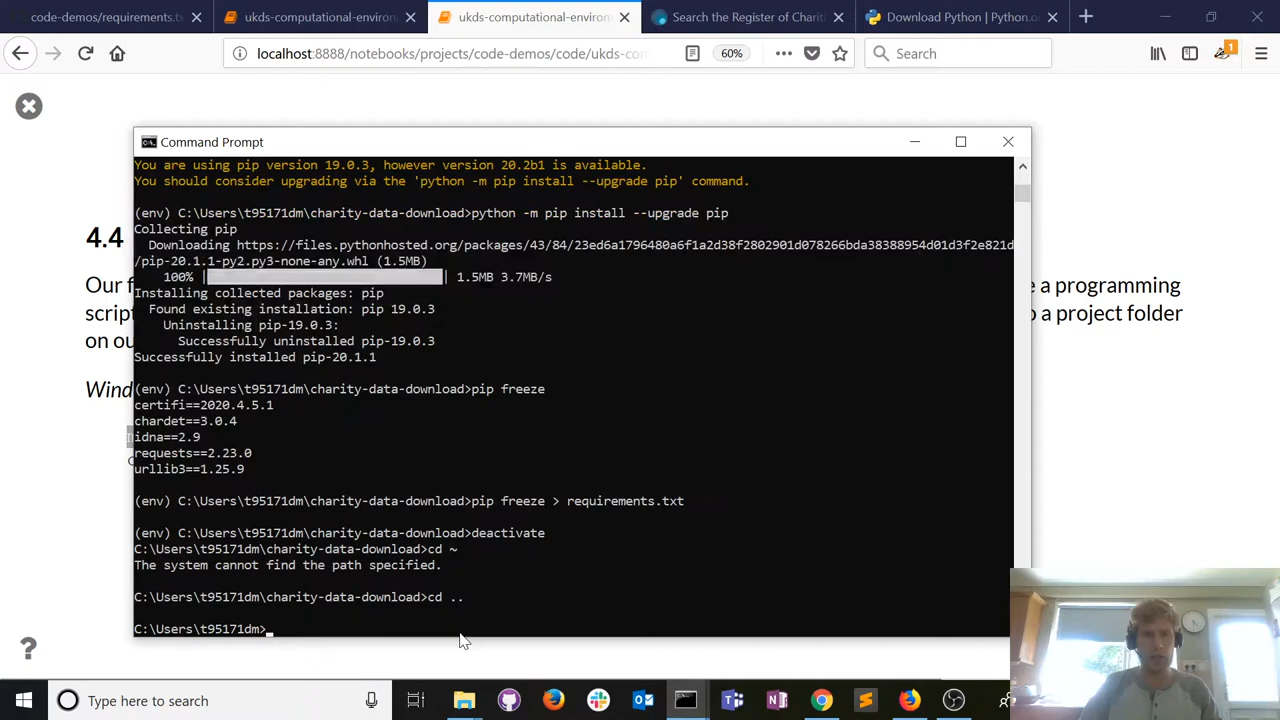 code-demos/requirements.t
ukds-computational-environ
ukds-computational-environ
Search the Register of Chariti
Download Python | Python.o
localhost:8888/notebooks/projects/code-demos/code/ukds-com
60%
Search
1
Command Prompt
You are using pip version 19.0.3, however version 20.2b1 is available.
You should consider upgrading via the 'python -m pip install --upgrade pip' command.
(env) C:\Users\t95171dm\charity-data-download>python -m pip install --upgrade pip
Collecting pip
Downloading https://files.pythonhosted.org/packages/43/84/23ed6a1796480a6f1a2d38f2802901d078266bda38388954d01d3f2e821d
/pip-20.1.1-py2.py3-none-any.whl (1.5MB)
100% | | 1.5MB 3.7MB/s
Installing collected packages: pip
Found existing installation: pip 19.0.3
Uninstalling pip-19.0.3:
Successfully uninstalled pip-19.0.3
Successfully installed pip-20.1.1
(env) C:\Users\t95171dm\charity-data-download>pip freeze
certifi==2020.4.5.1
chardet==3.0.4
idna==2.9
requests==2.23.0
urllib3==1.25.9
(env) C:\Users\t95171dm\charity-data-download>pip freeze > requirements.txt
(env) C:\Users\t95171dm\charity-data-download>deactivate
C:\Users\t95171dm\charity-data-download>cd ~
The system cannot find the path specified.
C:\Users\t95171dm\charity-data-download>cd ..
C:\Users\t95171dm>
4.4
Our f e a programming
scrip o a project folder
on ou
Wind
Type here to search